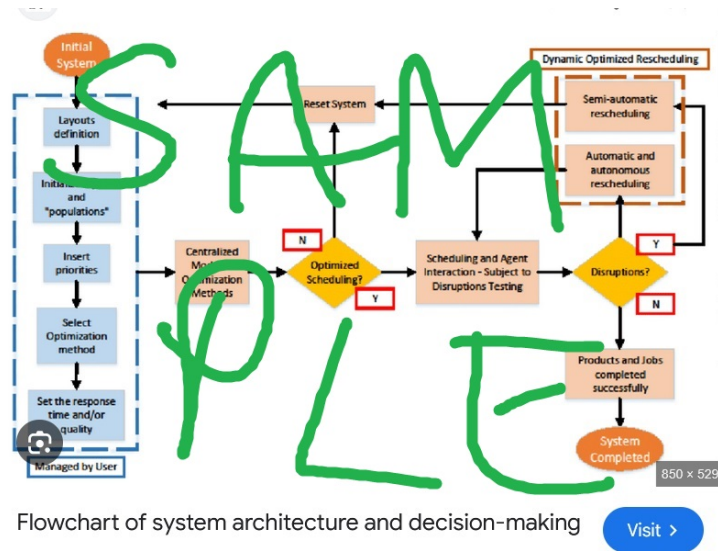 Initial
System
Dynamic Optimized Rescheduling
Reset System
Semi-automatic
rescheduling
Layouts
definition
Automatic and
autonomous
rescheduling
and
"populations"
Insert
priorities
Centralized
Optimization
Methods
N
Optimized
Scheduling?
Y
Scheduling and Agent
Interaction - Subject to
Disruptions Testing
Disruptions?
Y
N
Select
Optimization
method
Products and Jobs
completed
successfully
Set the response
time and/or
quality
System
Completed
Managed by User
850 × 529
SAM
PLE
Flowchart of system architecture and decision-making
Visit >